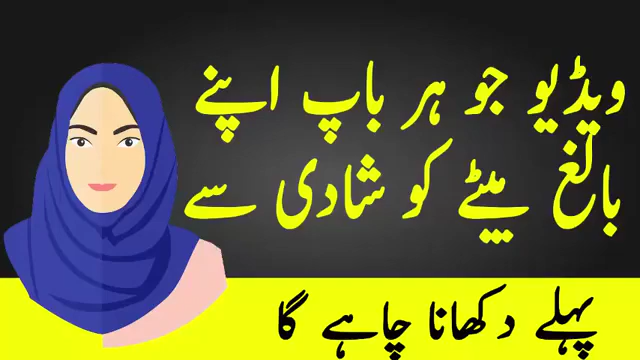 ویڈیو جو ہر باپ اپنے
بالغ بیٹے کو شادی سے
پہلے دکھانا چاہے گا